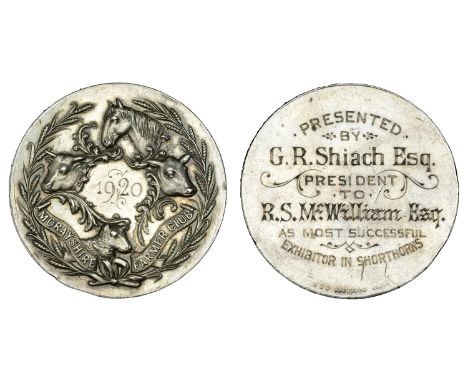 1920
MORAYSHIRE FARMER CLUB
PRESENTED
BY
G.R. Shiach Esq.
PRESIDENT
TO
R.S. McWilliam Esq.
AS MOST SUCCESSFUL
EXHIBITOR IN SHORTHORNS